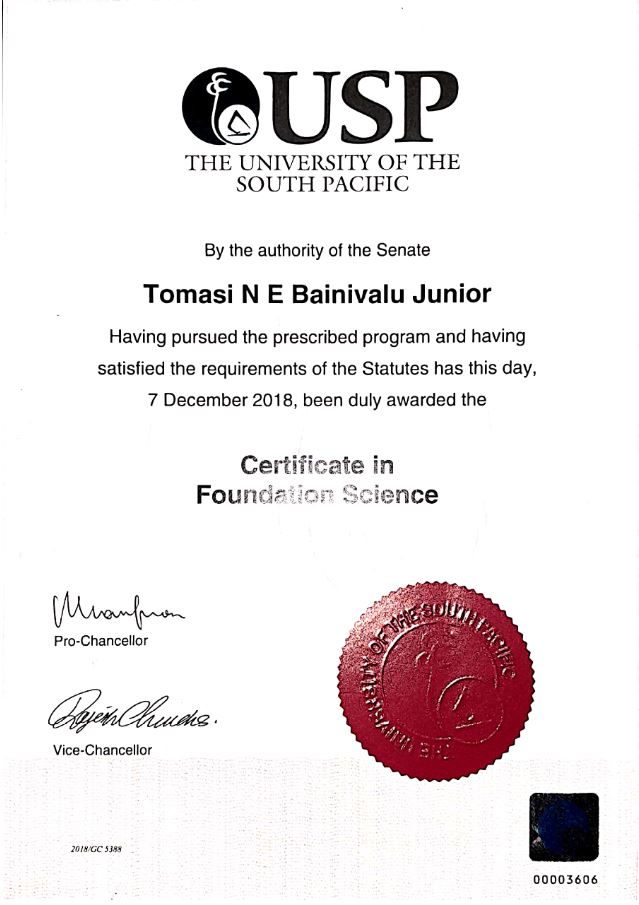 USP
THE UNIVERSITY OF THE
SOUTH PACIFIC
By the authority of the Senate
Tomasi N E Bainivalu Junior
Having pursued the prescribed program and having
satisfied the requirements of the Statutes has this day,
7 December 2018, been duly awarded the
Certificate in
Foundation Science
Pro-Chancellor
Vice-Chancellor
THE UNIVERSITY OF THE SOUTH PACIFIC
2018/GC 5388
00003606